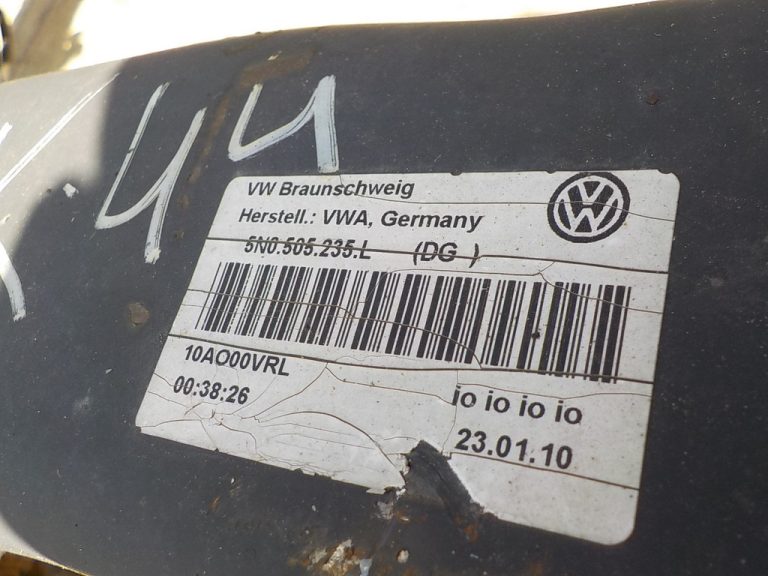 44
VW Braunschweig
Herstell.: VWA, Germany
5N0.505.235.L (DG )
10AO00VRL
00:38:26
io io io io
23.01.10